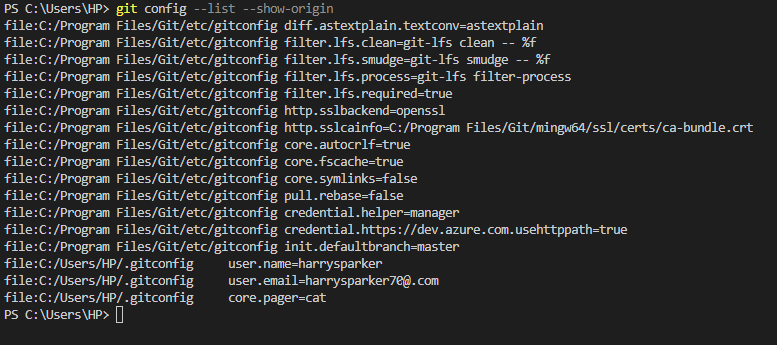 PS C:\Users\HP> git config --list --show-origin
file:C:/Program Files/Git/etc/gitconfig diff.astextplain.textconv=astextplain
file:C:/Program Files/Git/etc/gitconfig filter.lfs.clean=git-lfs clean -- %f
file:C:/Program Files/Git/etc/gitconfig filter.lfs.smudge=git-lfs smudge -- %f
file:C:/Program Files/Git/etc/gitconfig filter.lfs.process=git-lfs filter-process
file:C:/Program Files/Git/etc/gitconfig filter.lfs.required=true
file:C:/Program Files/Git/etc/gitconfig http.sslbackend=openssl
file:C:/Program Files/Git/etc/gitconfig http.sslcainfo=C:/Program Files/Git/mingw64/ssl/certs/ca-bundle.crt
file:C:/Program Files/Git/etc/gitconfig core.autocrlf=true
file:C:/Program Files/Git/etc/gitconfig core.fscache=true
file:C:/Program Files/Git/etc/gitconfig core.symlinks=false
file:C:/Program Files/Git/etc/gitconfig pull.rebase=false
file:C:/Program Files/Git/etc/gitconfig credential.helper=manager
file:C:/Program Files/Git/etc/gitconfig credential.https://dev.azure.com.usehttppath=true
file:C:/Program Files/Git/etc/gitconfig init.defaultbranch=master
file:C:/Users/HP/.gitconfig user.name=harrysparker
file:C:/Users/HP/.gitconfig user.email=harrysparker70@.com
file:C:/Users/HP/.gitconfig core.pager=cat
PS C:\Users\HP>